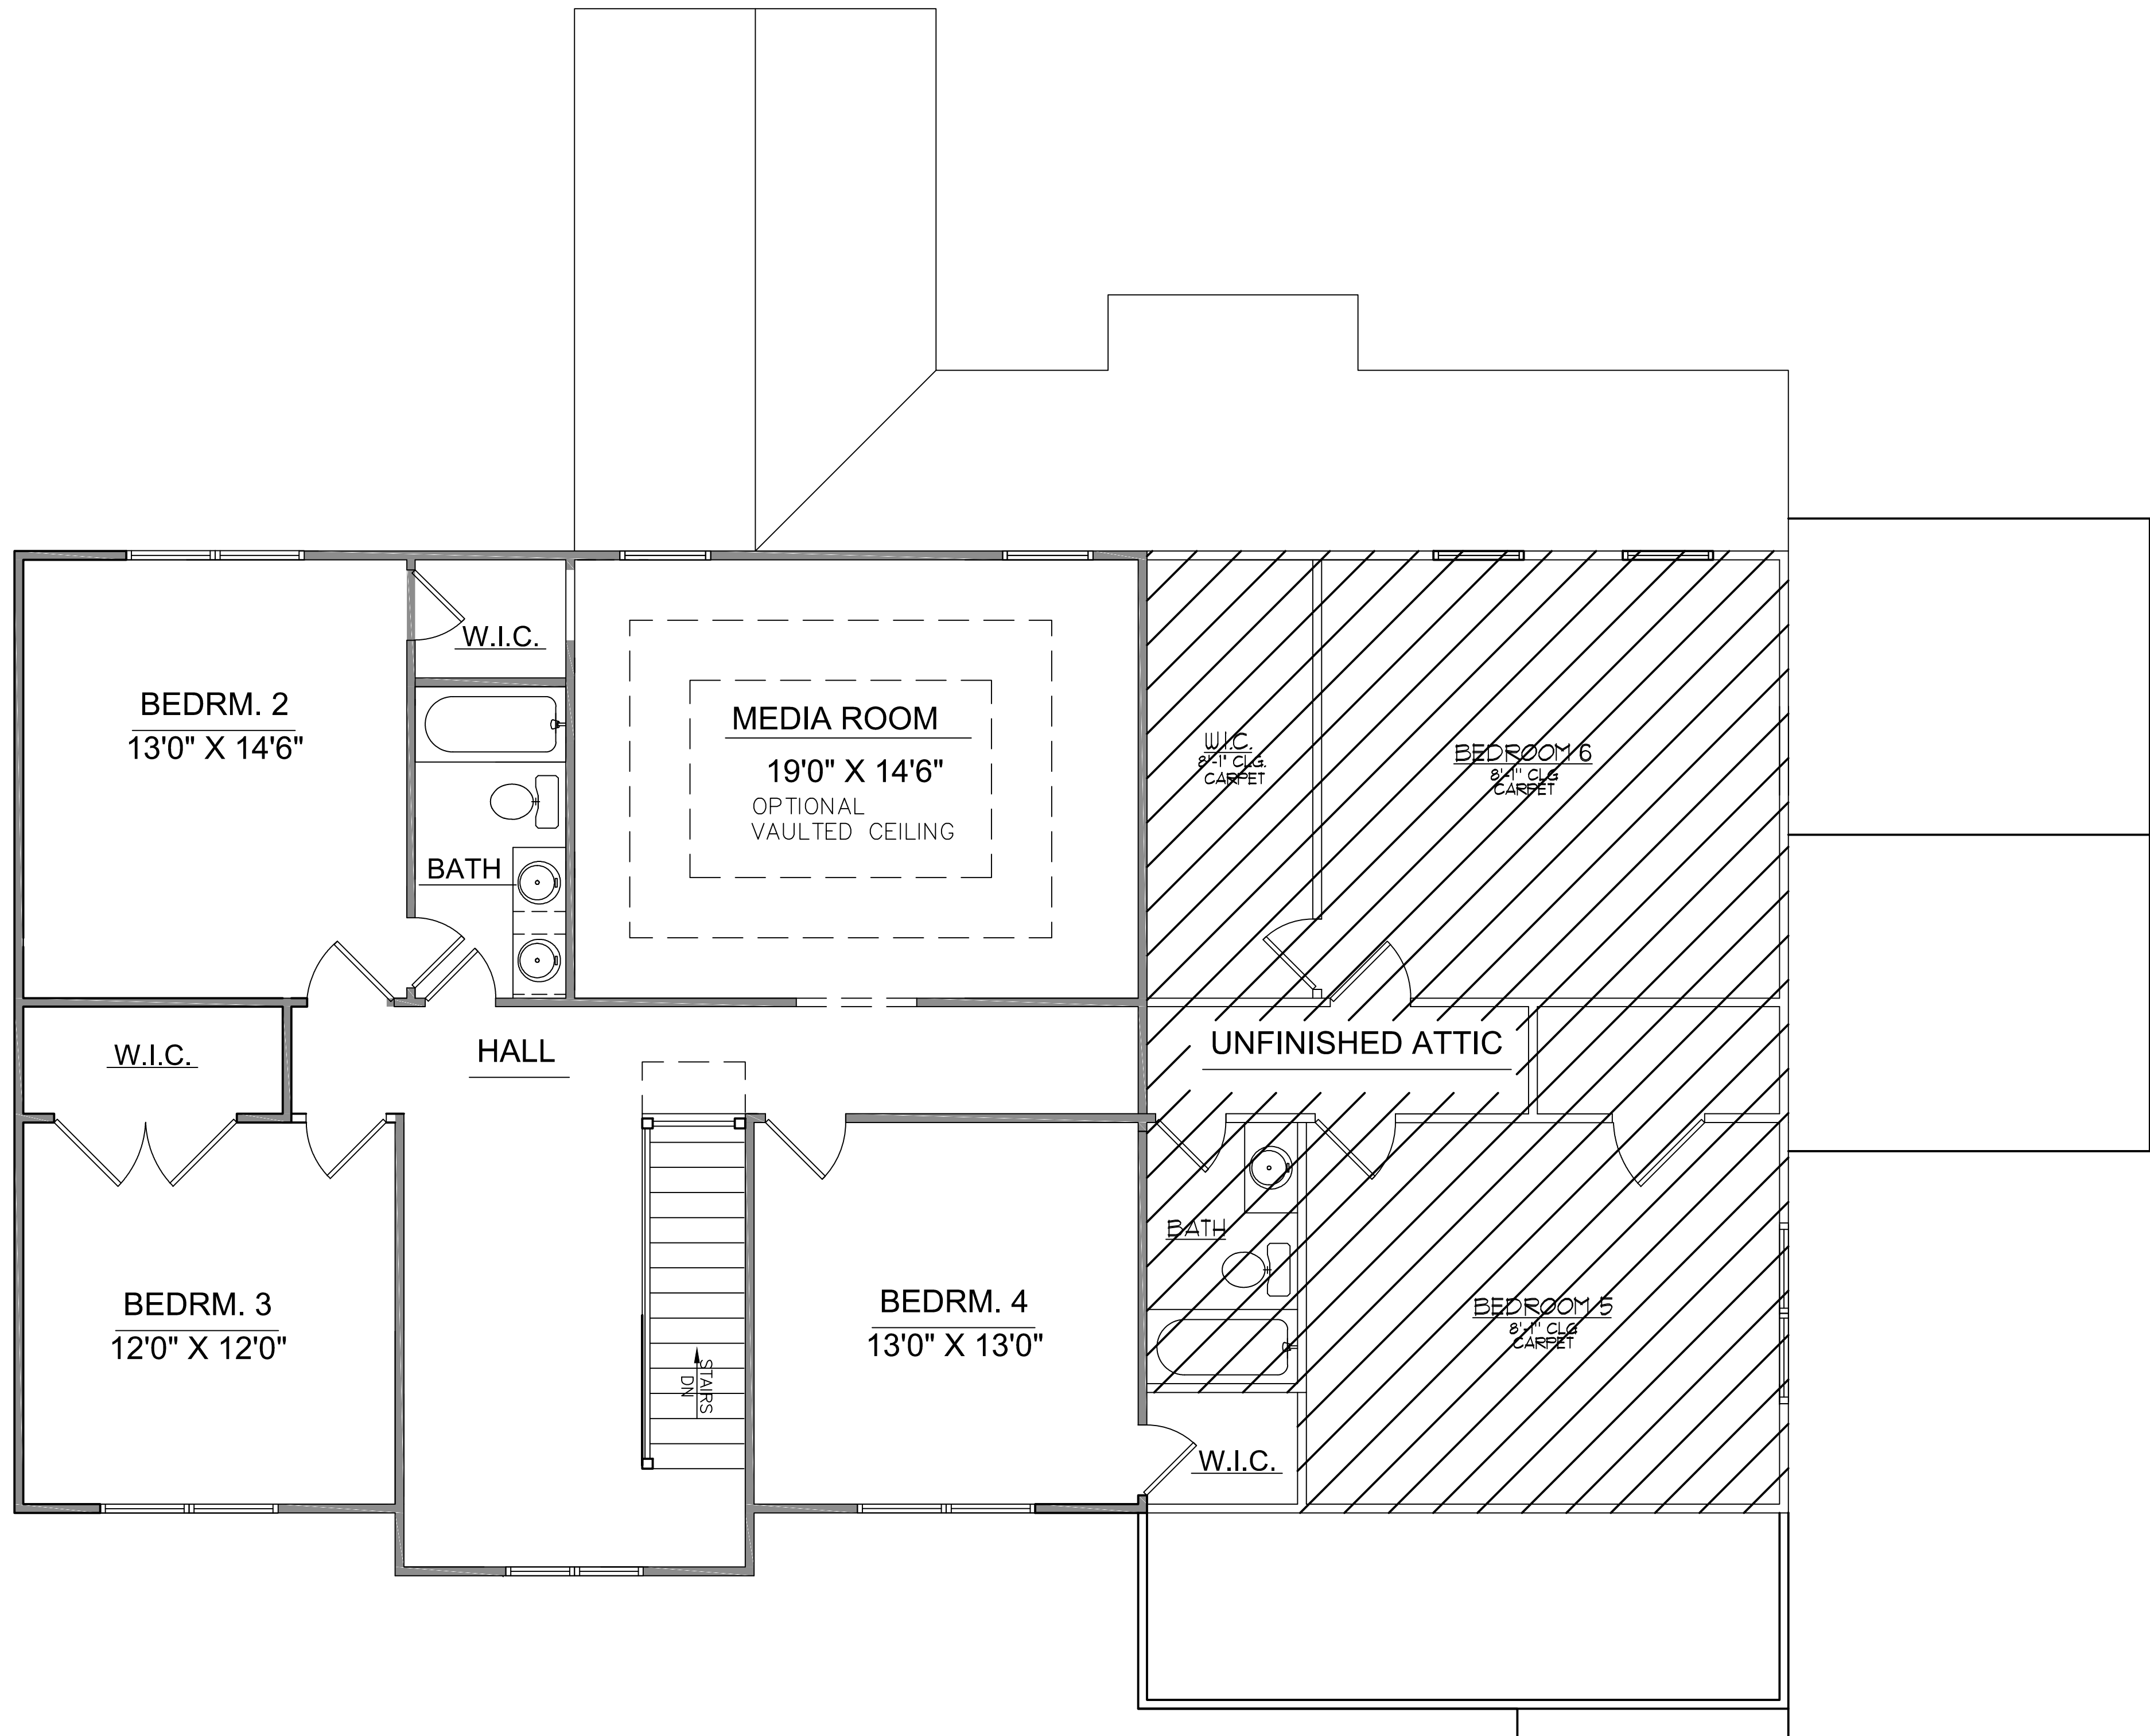 W.I.C.
BEDRM. 2
13'0" X 14'6"
MEDIA ROOM
19'0" X 14'6"
OPTIONAL
VAULTED CEILING
W.I.C.
8'-1" CLG.
CARPET
BEDROOM 6
8'-1" CLG
CARPET
BATH
HALL
W.I.C.
UNFINISHED ATTIC
BATH
BEDRM. 3
12'0" X 12'0"
STAIRS
DN
BEDRM. 4
13'0" X 13'0"
BEDROOM 5
8'-1" CLG
CARPET
W.I.C.